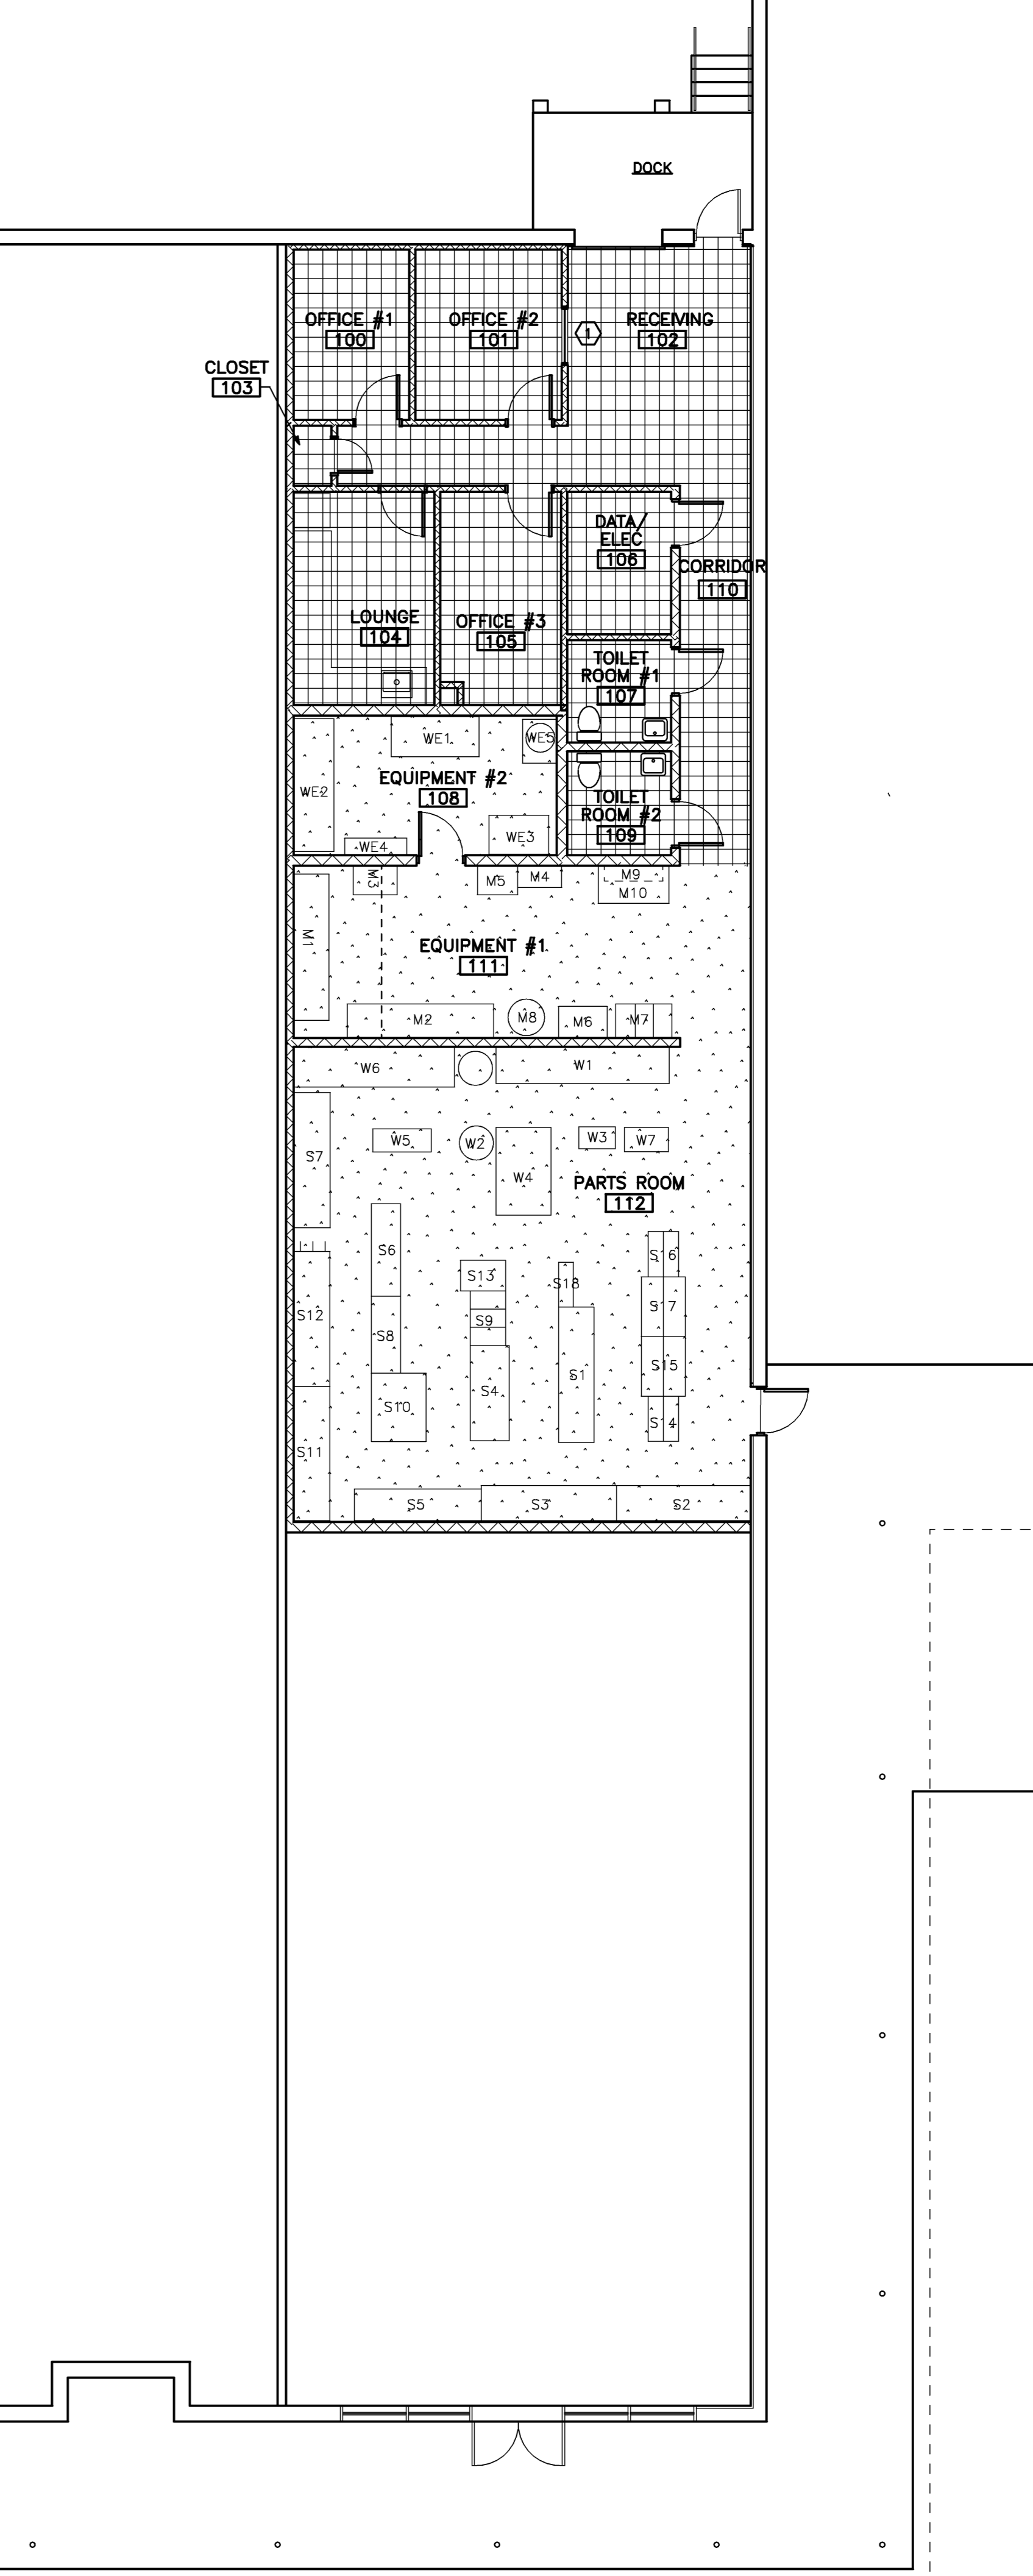 DOCK
OFFICE #1
100
OFFICE #2
101
1
RECEIVING
102
CLOSET
103
DATA/
ELEC
106
CORRIDOR
110
LOUNGE
104
OFFICE #3
105
TOILET
ROOM #1
107
WE1
WE5
EQUIPMENT #2
108
WE2
TOILET
ROOM #2
109
WE3
WE4
M3
M5
M4
M9
M10
M1
EQUIPMENT #1
111
M2
M8
M6
M7
W6
W1
W5
W2
W3
W7
S7
W4
PARTS ROOM
112
S6
S16
S13
S18
S17
S12
S9
S8
S15
S1
S4
S10
S14
S11
S5
S3
S2